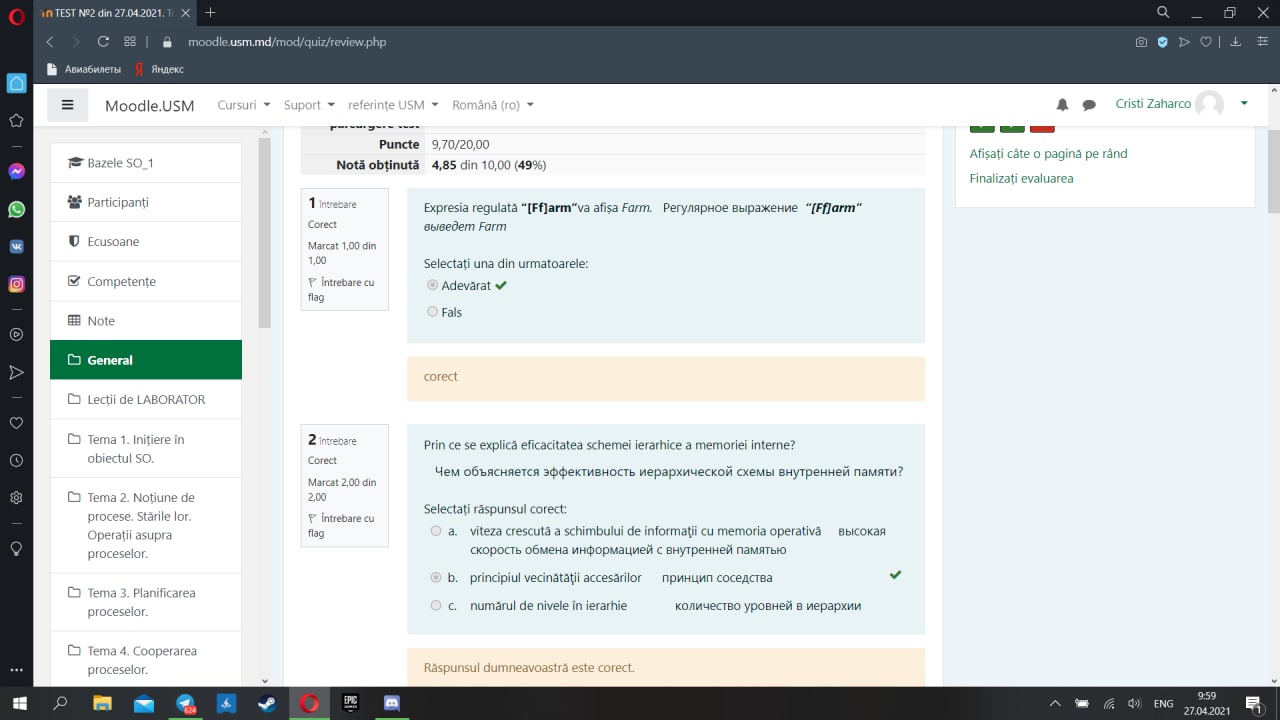 TEST №2 din 27.04.2021. T
moodle.usm.md/mod/quiz/review.php
Авиабилеты Яндекс
Moodle.USM Cursuri Suport referințe USM Română (ro) Cristi Zaharco
Bazele SO_1
Participanți
Ecusoane
Competențe
Note
General
Lecții de LABORATOR
Tema 1. Inițiere în
obiectul SO.
Tema 2. Noțiune de
procese. Stările lor.
Operații asupra
proceselor.
Tema 3. Planificarea
proceselor.
Tema 4. Cooperarea
proceselor.
parcurgere test
Puncte 9,70/20,00
Notă obținută 4,85 din 10,00 (49%)
1 Întrebare
Corect
Marcat 1,00 din
1,00
Întrebare cu
flag
Expresia regulată “[Ff]arm”va afișa Farm. Регулярное выражение “[Ff]arm”
выведет Farm
Selectați una din urmatoarele:
Adevărat
Fals
corect
2 Întrebare
Corect
Marcat 2,00 din
2,00
Întrebare cu
flag
Prin ce se explică eficacitatea schemei ierarhice a memoriei interne?
Чем объясняется эффективность иерархической схемы внутренней памяти?
Selectați răspunsul corect:
a. viteza crescută a schimbului de informaţii cu memoria operativă высокая
скорость обмена информацией с внутренней памятью
b. principiul vecinătăţii accesărilor принцип соседства
c. numărul de nivele în ierarhie количество уровней в иерархии
Răspunsul dumneavoastră este corect.
Afișați câte o pagină pe rând
Finalizați evaluarea
624
EPIC
GAMES
ENG
9:59
27.04.2021
1